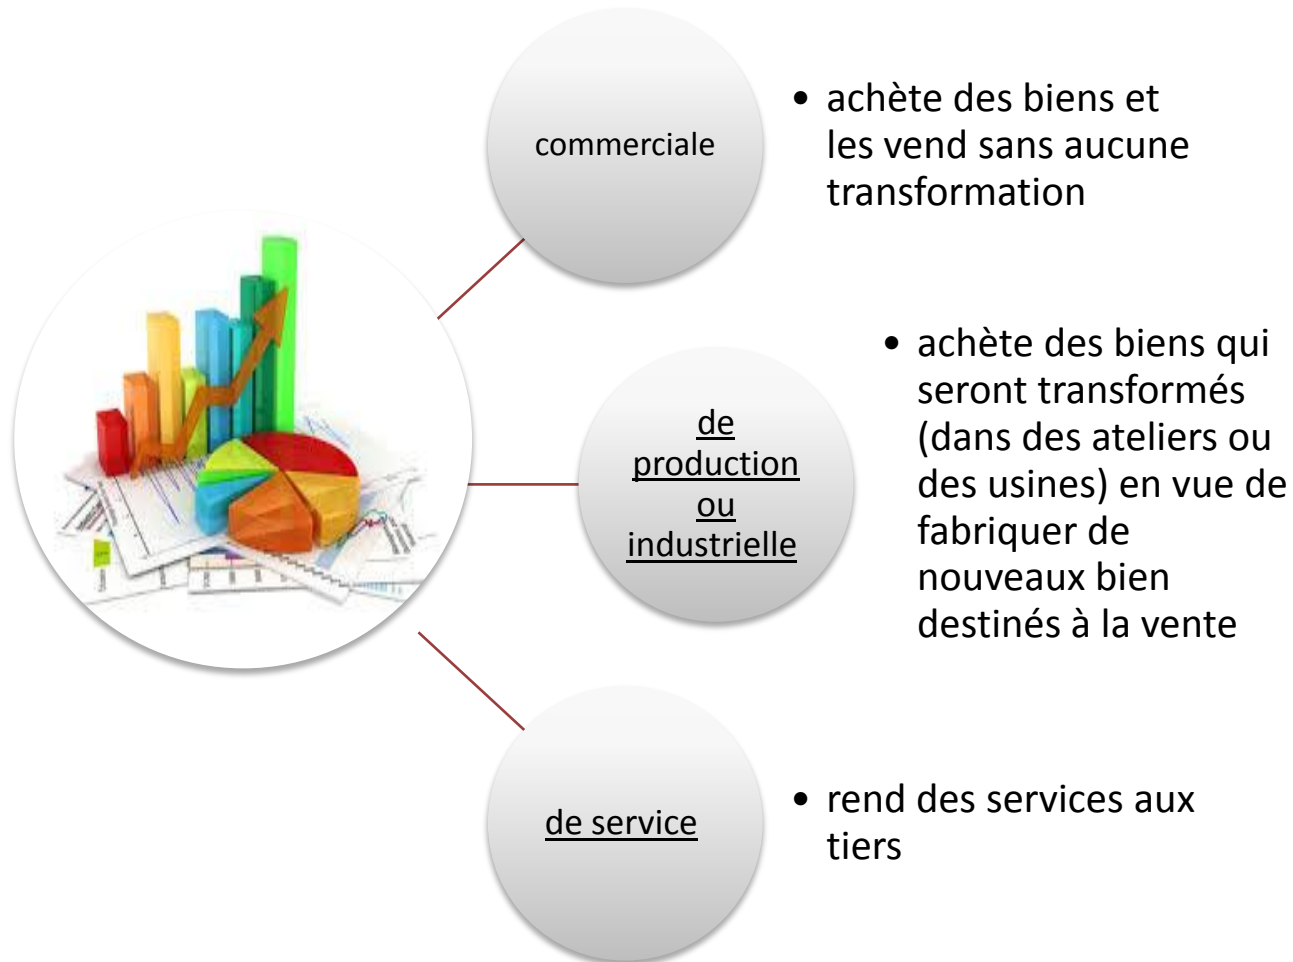 commerciale
• achète des biens et
les vend sans aucune
transformation
de
production
ou
industrielle
• achète des biens qui
seront transformés
(dans des ateliers ou
des usines) en vue de
fabriquer de
nouveaux bien
destinés à la vente
de service
• rend des services aux
tiers